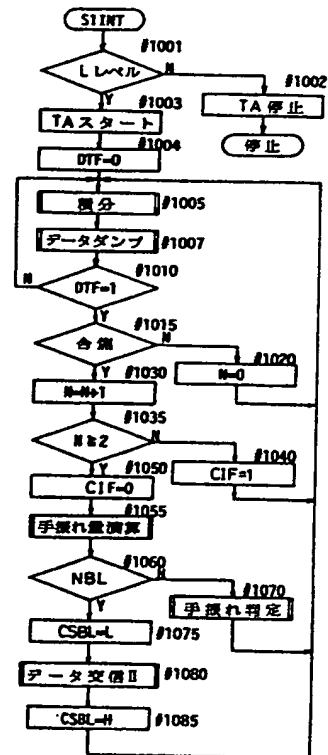 S1INT
#1001
Lレベル
N
#1002
Y
#1003
TA停止
TAスタート
停止
#1004
DTF=0
積分
#1005
データダンプ
#1007
#1010
N
DTF=1
Y
#1015
合焦
N
#1020
Y
#1030
N=0
N=N+1
#1035
N≧2
N
#1040
Y
#1050
CIF=1
CIF=0
#1055
手振れ量演算
#1060
NBL
N
#1070
Y
手振れ判定
CSBL=L
#1075
データ交信Ⅱ
#1080
CSBL=H
#1085